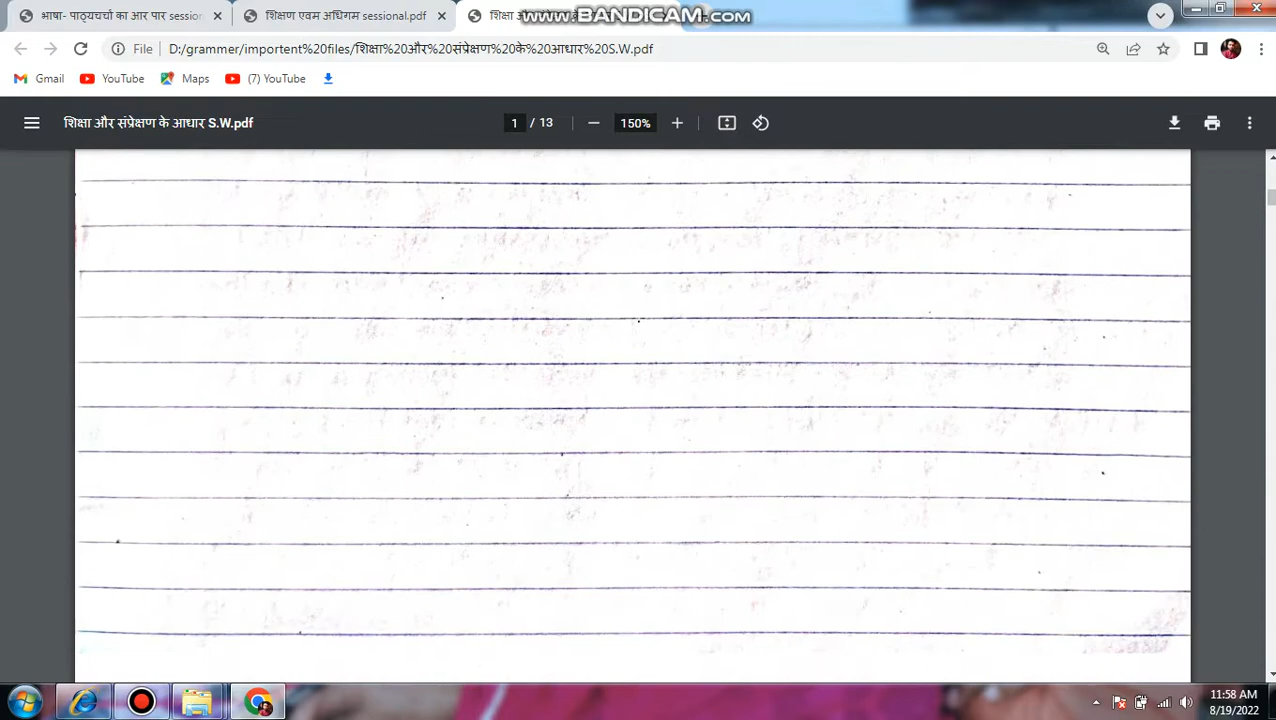 भाषा- पाठ्यचर्चा का आर पार session
शिक्षण एवम अधिगम sessional.pdf
WWW.BANDICAM.COM
File D:/grammer/importent%20files/शिक्षा%20और%20संप्रेक्षण%20के%20आधार%20S.W.pdf
Gmail YouTube Maps (7) YouTube
शिक्षा और संप्रेक्षण के आधार S.W.pdf 1 / 13 150%
11:58 AM
8/19/2022